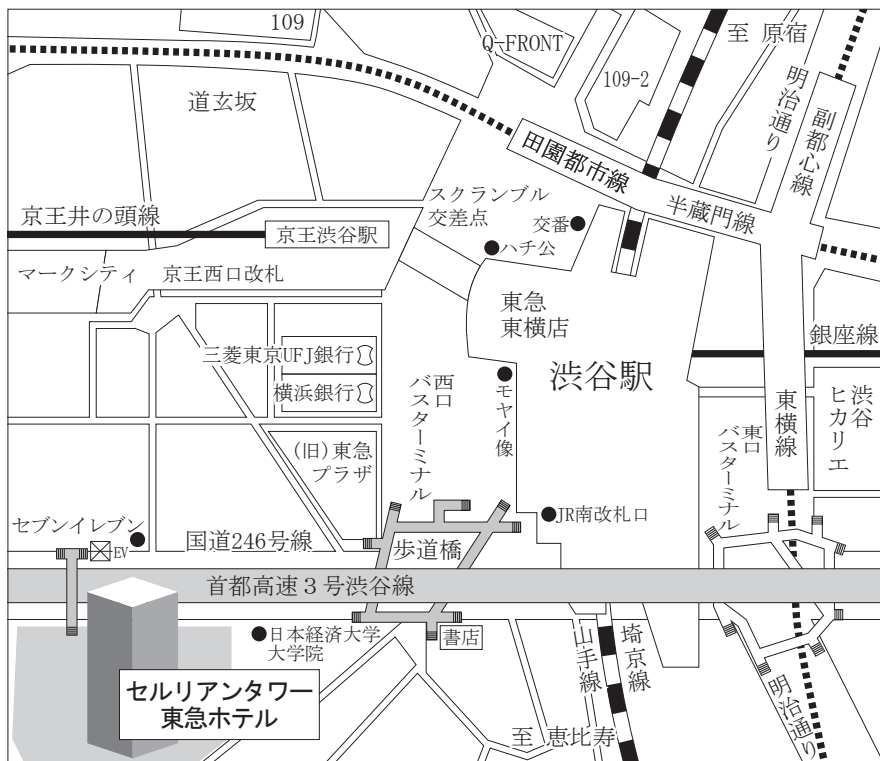 109
Q-FRONT
至 原宿
109-2
明治通り
副都心線
道玄坂
田園都市線
半蔵門線
スクランブル
交差点
交番
ハチ公
京王井の頭線
京王渋谷駅
マークシティ
京王西口改札
東急
東横店
渋谷駅
銀座線
三菱東京UFJ銀行
横浜銀行
西口
バスターミナル
モヤイ像
東横線
渋谷
ヒカリエ
東口
バスターミナル
(旧)東急
プラザ
セブンイレブン
EV
国道246号線
歩道橋
JR南改札口
首都高速3号渋谷線
日本経済大学
大学院
書店
山手線
埼京線
セルリアンタワー
東急ホテル
至 恵比寿
明治通り